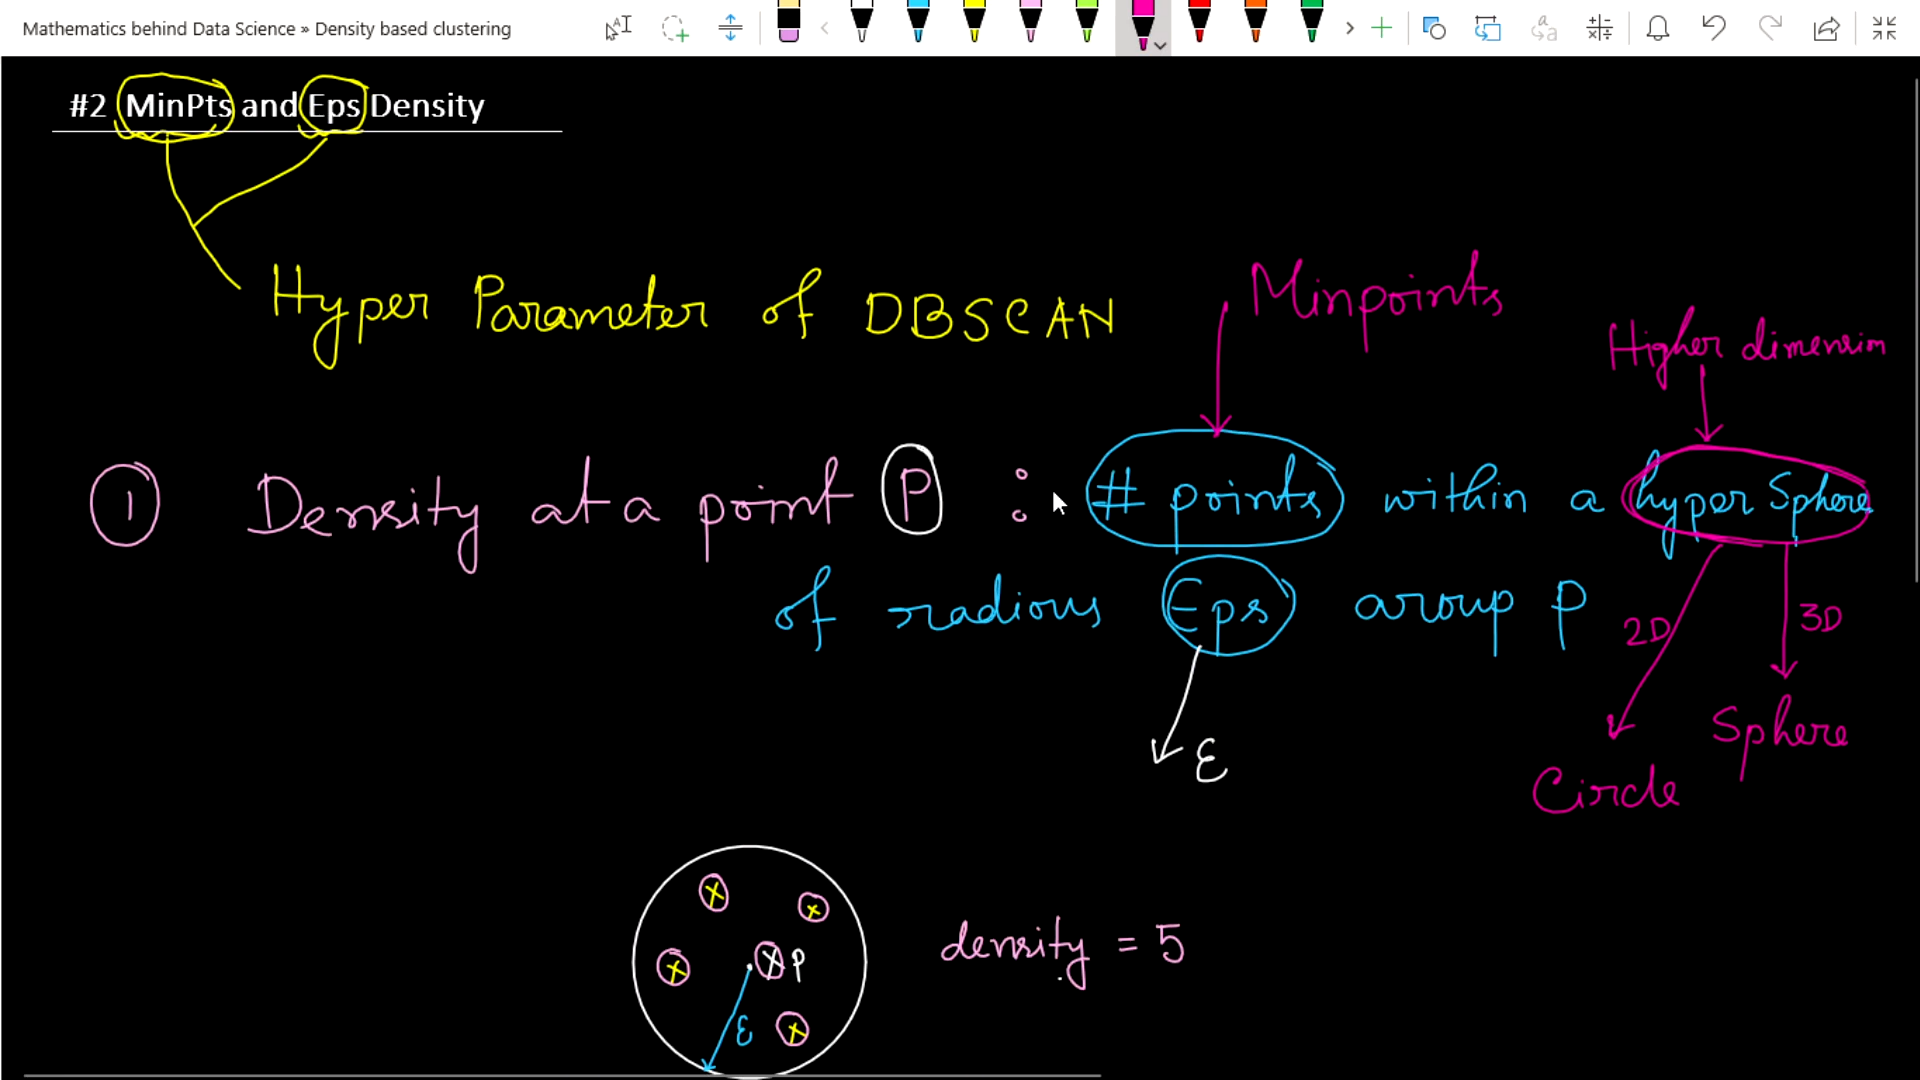 Mathematics behind Data Science » Density based clustering
#2 MinPts and Eps Density
Hyper Parameter of DBSCAN
Minpoints
Higher dimension
① Density at a point P : # points within a hyper Sphere
of radious Eps aroup P
2D
3D
ε
Sphere
Circle
x
x
x
x P
density = 5
ε
x